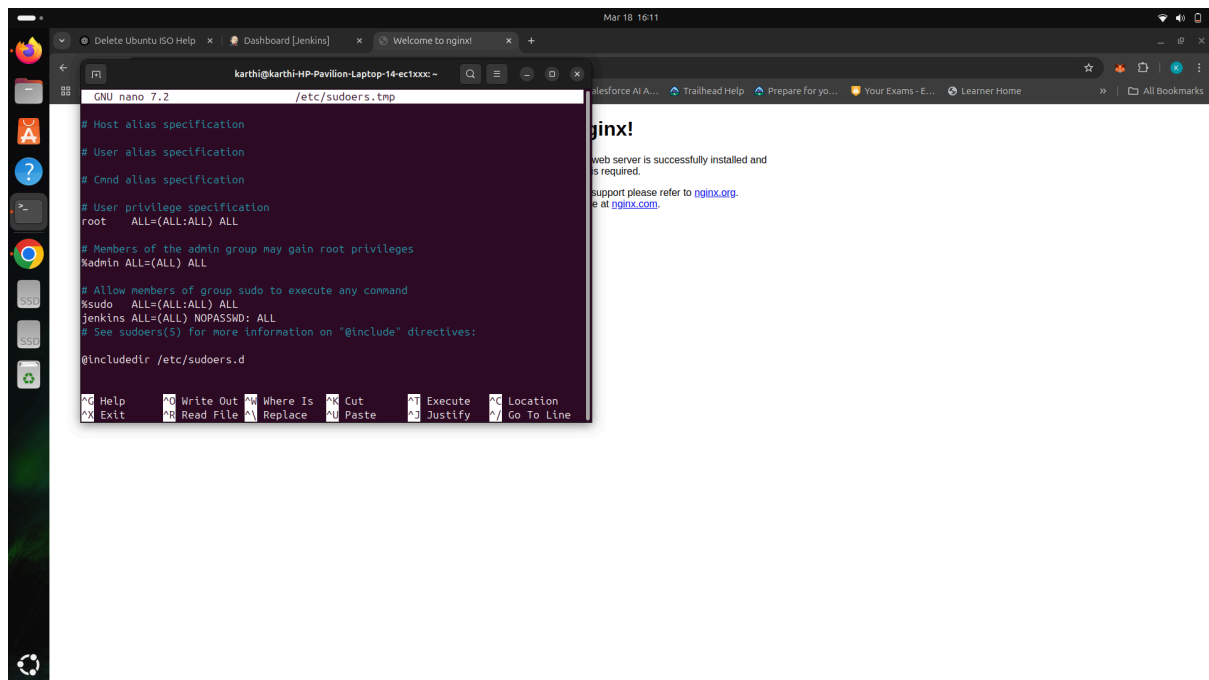 Mar 18 16:11
Delete Ubuntu ISO Help
Dashboard [Jenkins]
Welcome to nginx!
karthi@karthi-HP-Pavilion-Laptop-14-ec1xxx: ~
alesforce AI A...
Trailhead Help
Prepare for yo...
Your Exams - E...
Learner Home
All Bookmarks
GNU nano 7.2 /etc/sudoers.tmp
# Host alias specification
# User alias specification
# Cmnd alias specification
# User privilege specification
root ALL=(ALL:ALL) ALL
# Members of the admin group may gain root privileges
%admin ALL=(ALL) ALL
# Allow members of group sudo to execute any command
%sudo ALL=(ALL:ALL) ALL
jenkins ALL=(ALL) NOPASSWD: ALL
# See sudoers(5) for more information on "@include" directives:
@includedir /etc/sudoers.d
^G Help ^O Write Out ^W Where Is ^K Cut ^T Execute ^C Location
^X Exit ^R Read File ^\ Replace ^U Paste ^J Justify ^/ Go To Line
ginx!
web server is successfully installed and
is required.
support please refer to nginx.org.
e at nginx.com.
SSD
SSD
K